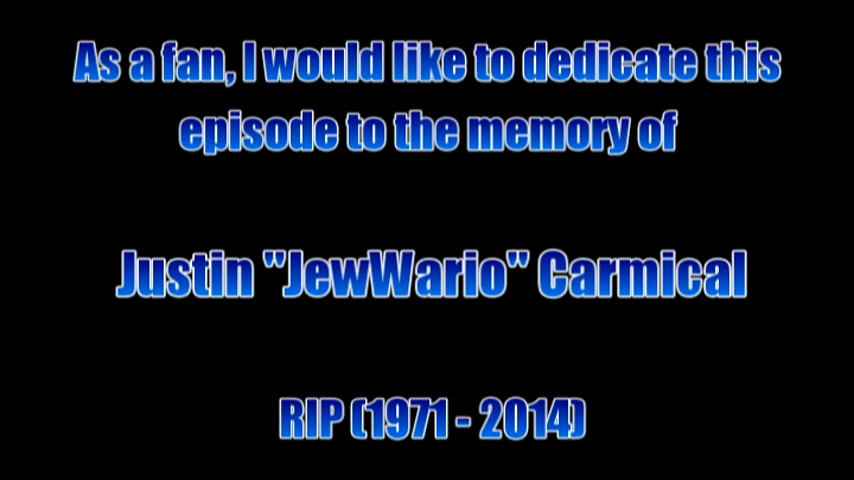 As a fan, I would like to dedicate this
episode to the memory of
Justin "JewWario" Carmical
RIP (1971 - 2014)